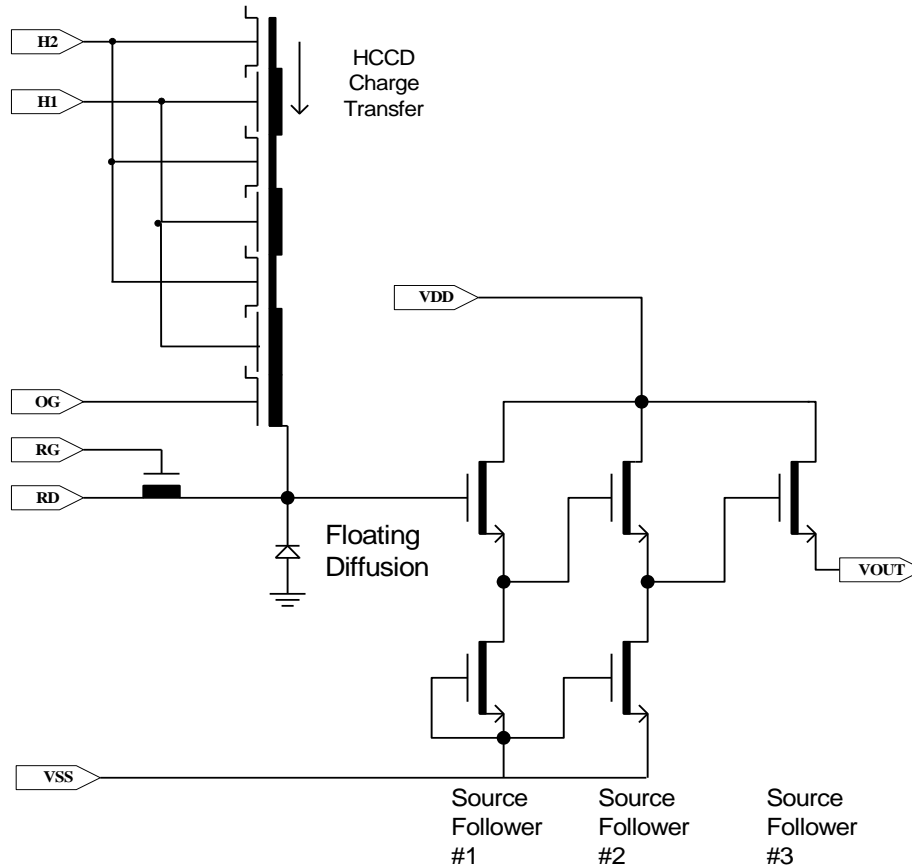 H2
HCCD
Charge
Transfer
H1
VDD
OG
RG
RD
Floating
Diffusion
VOUT
VSS
Source
Follower
#1
Source
Follower
#2
Source
Follower
#3